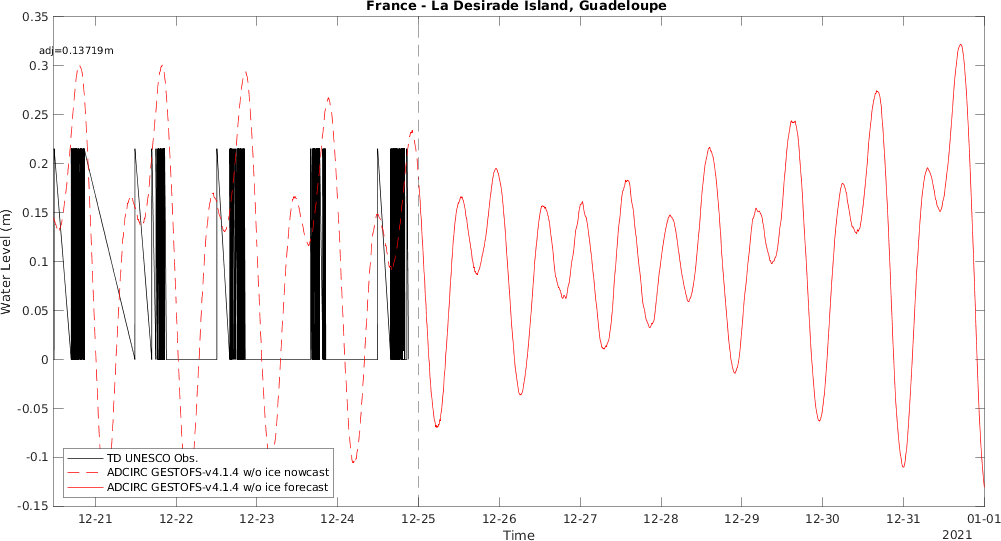 France - La Desirade Island, Guadeloupe
adj=0.13719m
0.35
0.3
0.25
0.2
0.15
0.1
0.05
0
-0.05
-0.1
-0.15
Water Level (m)
TD UNESCO Obs.
ADCIRC GESTOFS-v4.1.4 w/o ice nowcast
ADCIRC GESTOFS-v4.1.4 w/o ice forecast
12-21 12-22 12-23 12-24 12-25 12-26 12-27 12-28 12-29 12-30 12-31 01-01
Time
2021